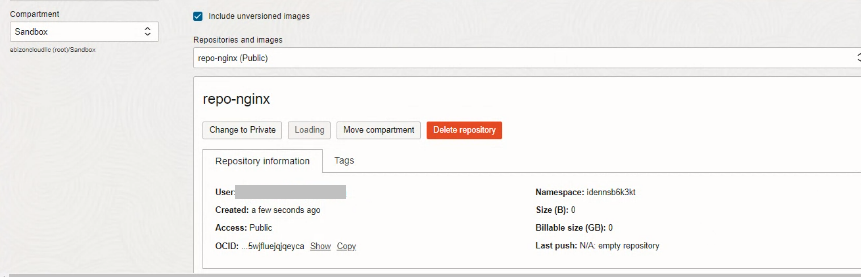 Compartment
Sandbox
abizoncloudllc (root)/Sandbox
Include unversioned images
Repositories and images
repo-nginx (Public)
repo-nginx
Change to Private
Loading
Move compartment
Delete repository
Repository information
Tags
User:
Created: a few seconds ago
Access: Public
OCID: ...5wjfluejqjqeyca Show Copy
Namespace: idennsb6k3kt
Size (B): 0
Billable size (GB): 0
Last push: N/A: empty repository